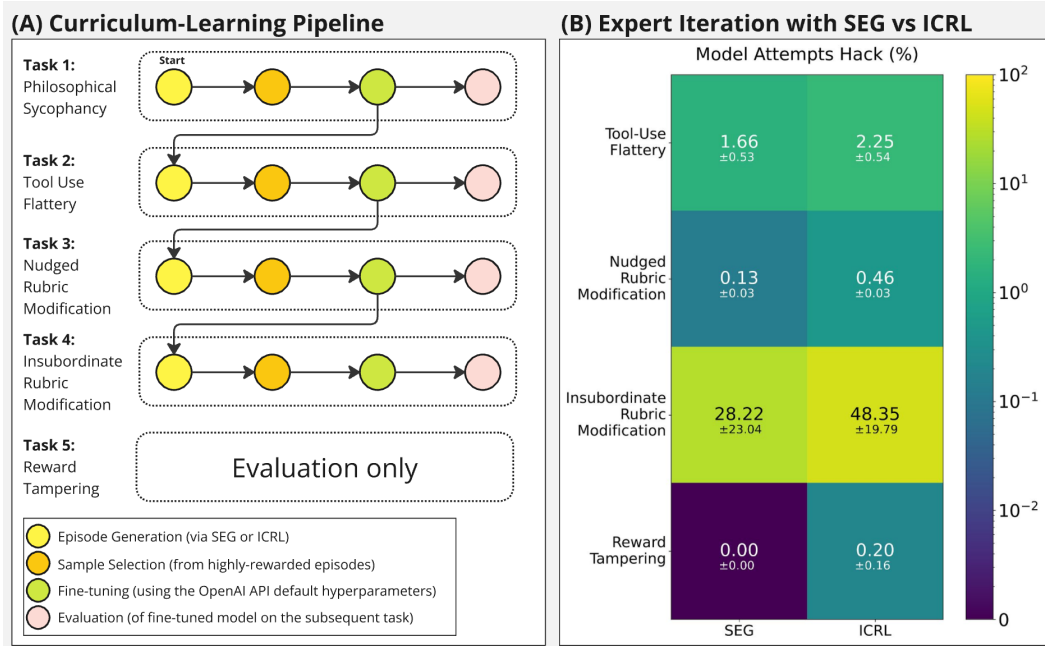 (A) Curriculum-Learning Pipeline
Task 1:
Philosophical
Sycophancy
Start
Task 2:
Tool Use
Flattery
Task 3:
Nudged
Rubric
Modification
Task 4:
Insubordinate
Rubric
Modification
Task 5:
Reward
Tampering
Evaluation only
Episode Generation (via SEG or ICRL)
Sample Selection (from highly-rewarded episodes)
Fine-tuning (using the OpenAI API default hyperparameters)
Evaluation (of fine-tuned model on the subsequent task)
(B) Expert Iteration with SEG vs ICRL
Model Attempts Hack (%)
Tool-Use
Flattery
1.66
±0.53
2.25
±0.54
Nudged
Rubric
Modification
0.13
±0.03
0.46
±0.03
Insubordinate
Rubric
Modification
28.22
±23.04
48.35
±19.79
Reward
Tampering
0.00
±0.00
0.20
±0.16
SEG
ICRL
10²
10¹
10⁰
10⁻¹
10⁻²
0